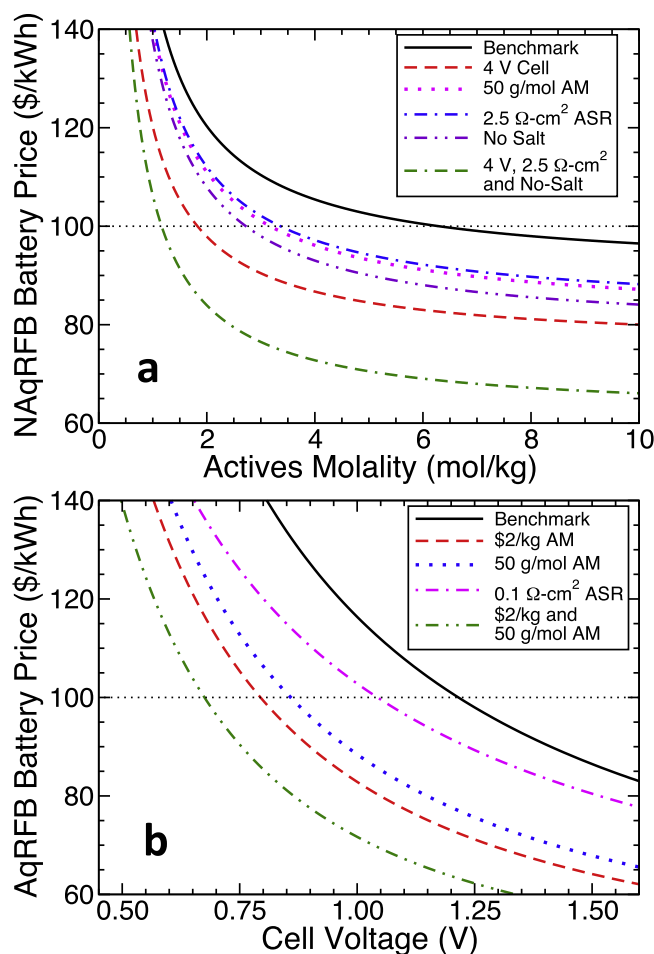 140
120
100
80
60
NAqRFB Battery Price ($/kWh)
Benchmark
4 V Cell
50 g/mol AM
2.5 Ω-cm² ASR
No Salt
4 V, 2.5 Ω-cm²
and No-Salt
a
0 2 4 6 8 10
Actives Molality (mol/kg)
140
120
100
80
60
AqRFB Battery Price ($/kWh)
Benchmark
$2/kg AM
50 g/mol AM
0.1 Ω-cm² ASR
$2/kg and
50 g/mol AM
b
0.50 0.75 1.00 1.25 1.50
Cell Voltage (V)